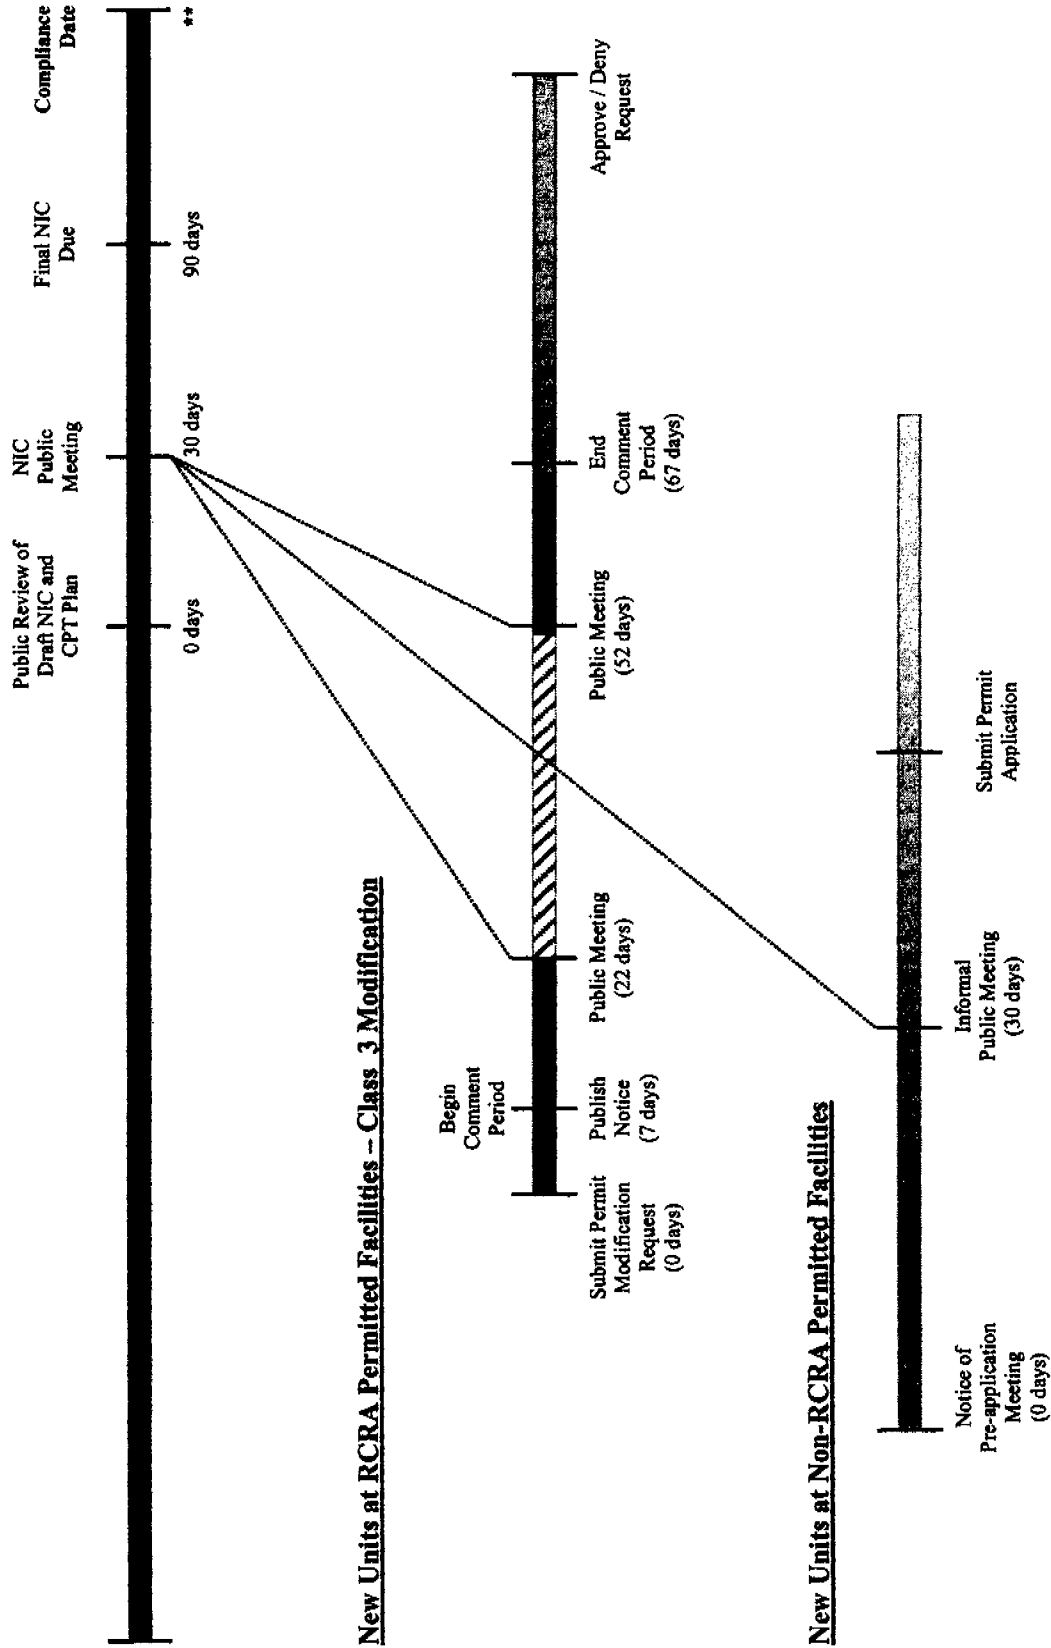 Public Review of
Draft NIC and
CPT Plan
NIC
Public
Meeting
Final NIC
Due
Compliance
Date
0 days
30 days
90 days
**
New Units at RCRA Permitted Facilities – Class 3 Modification
Begin
Comment
Period
Submit Permit
Modification
Request
(0 days)
Publish
Notice
(7 days)
Public Meeting
(22 days)
Public Meeting
(52 days)
End
Comment
Period
(67 days)
Approve / Deny
Request
New Units at Non-RCRA Permitted Facilities
Notice of
Pre-application
Meeting
(0 days)
Informal
Public Meeting
(30 days)
Submit Permit
Application